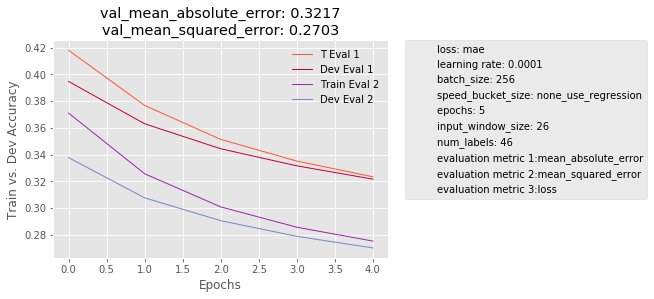 val_mean_absolute_error: 0.3217
val_mean_squared_error: 0.2703
Train vs. Dev Accuracy
0.42
0.40
0.38
0.36
0.34
0.32
0.30
0.28
T Eval 1
Dev Eval 1
Train Eval 2
Dev Eval 2
0.0 0.5 1.0 1.5 2.0 2.5 3.0 3.5 4.0
Epochs
loss: mae
learning rate: 0.0001
batch_size: 256
speed_bucket_size: none_use_regression
epochs: 5
input_window_size: 26
num_labels: 46
evaluation metric 1:mean_absolute_error
evaluation metric 2:mean_squared_error
evaluation metric 3:loss